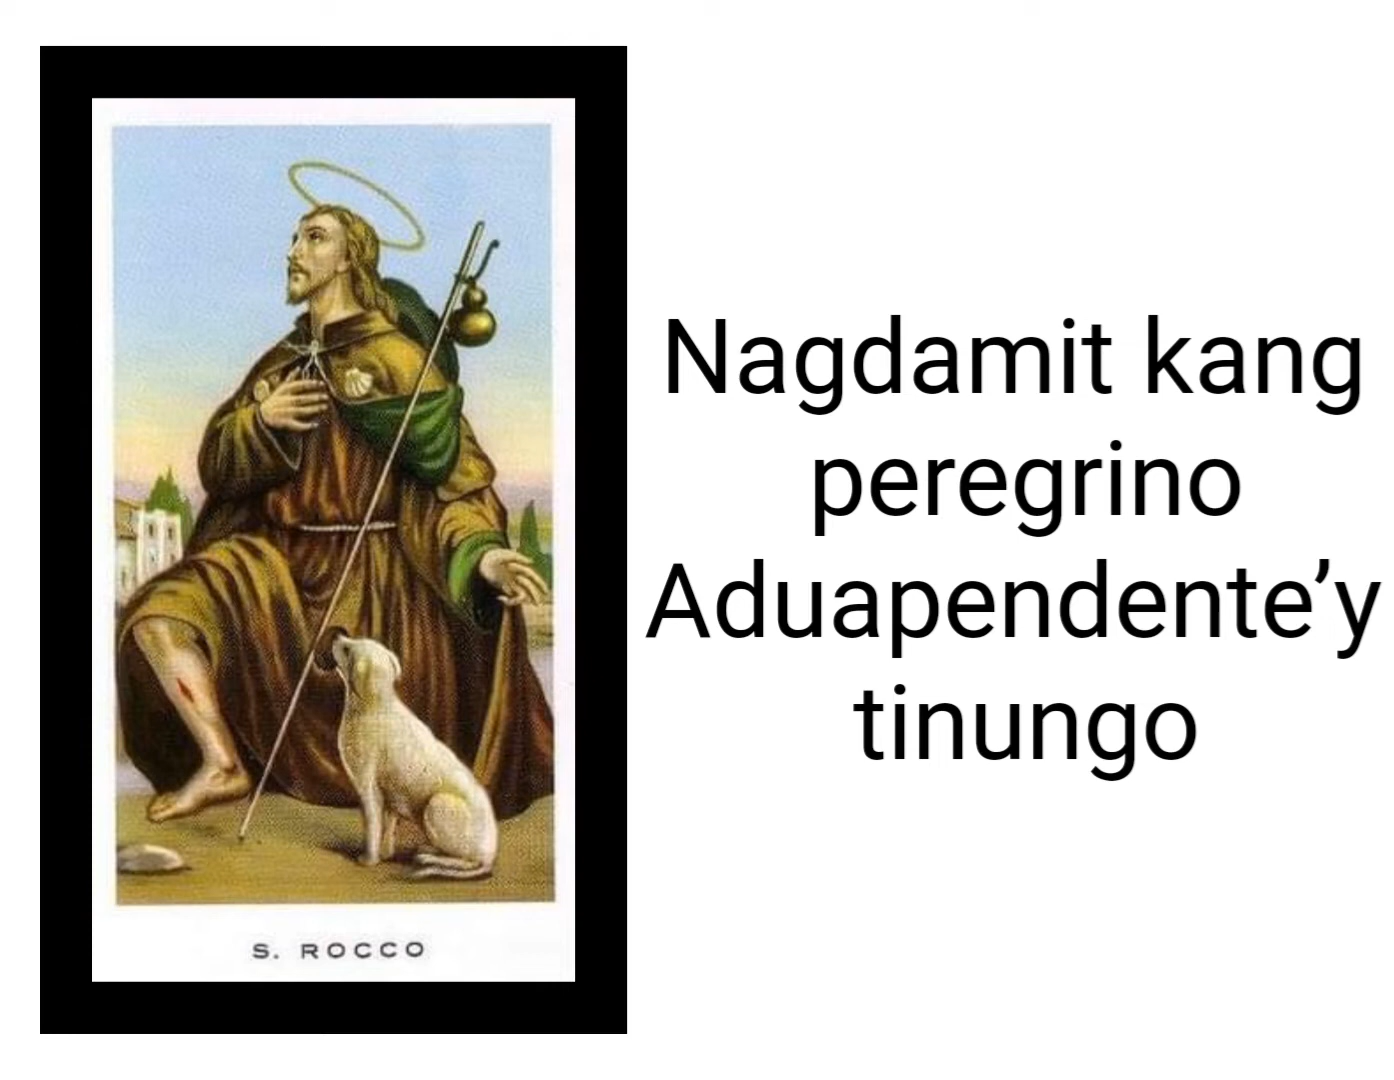 S. ROCCO
Nagdamit kang
peregrino
Aduapendente’y
tinungo